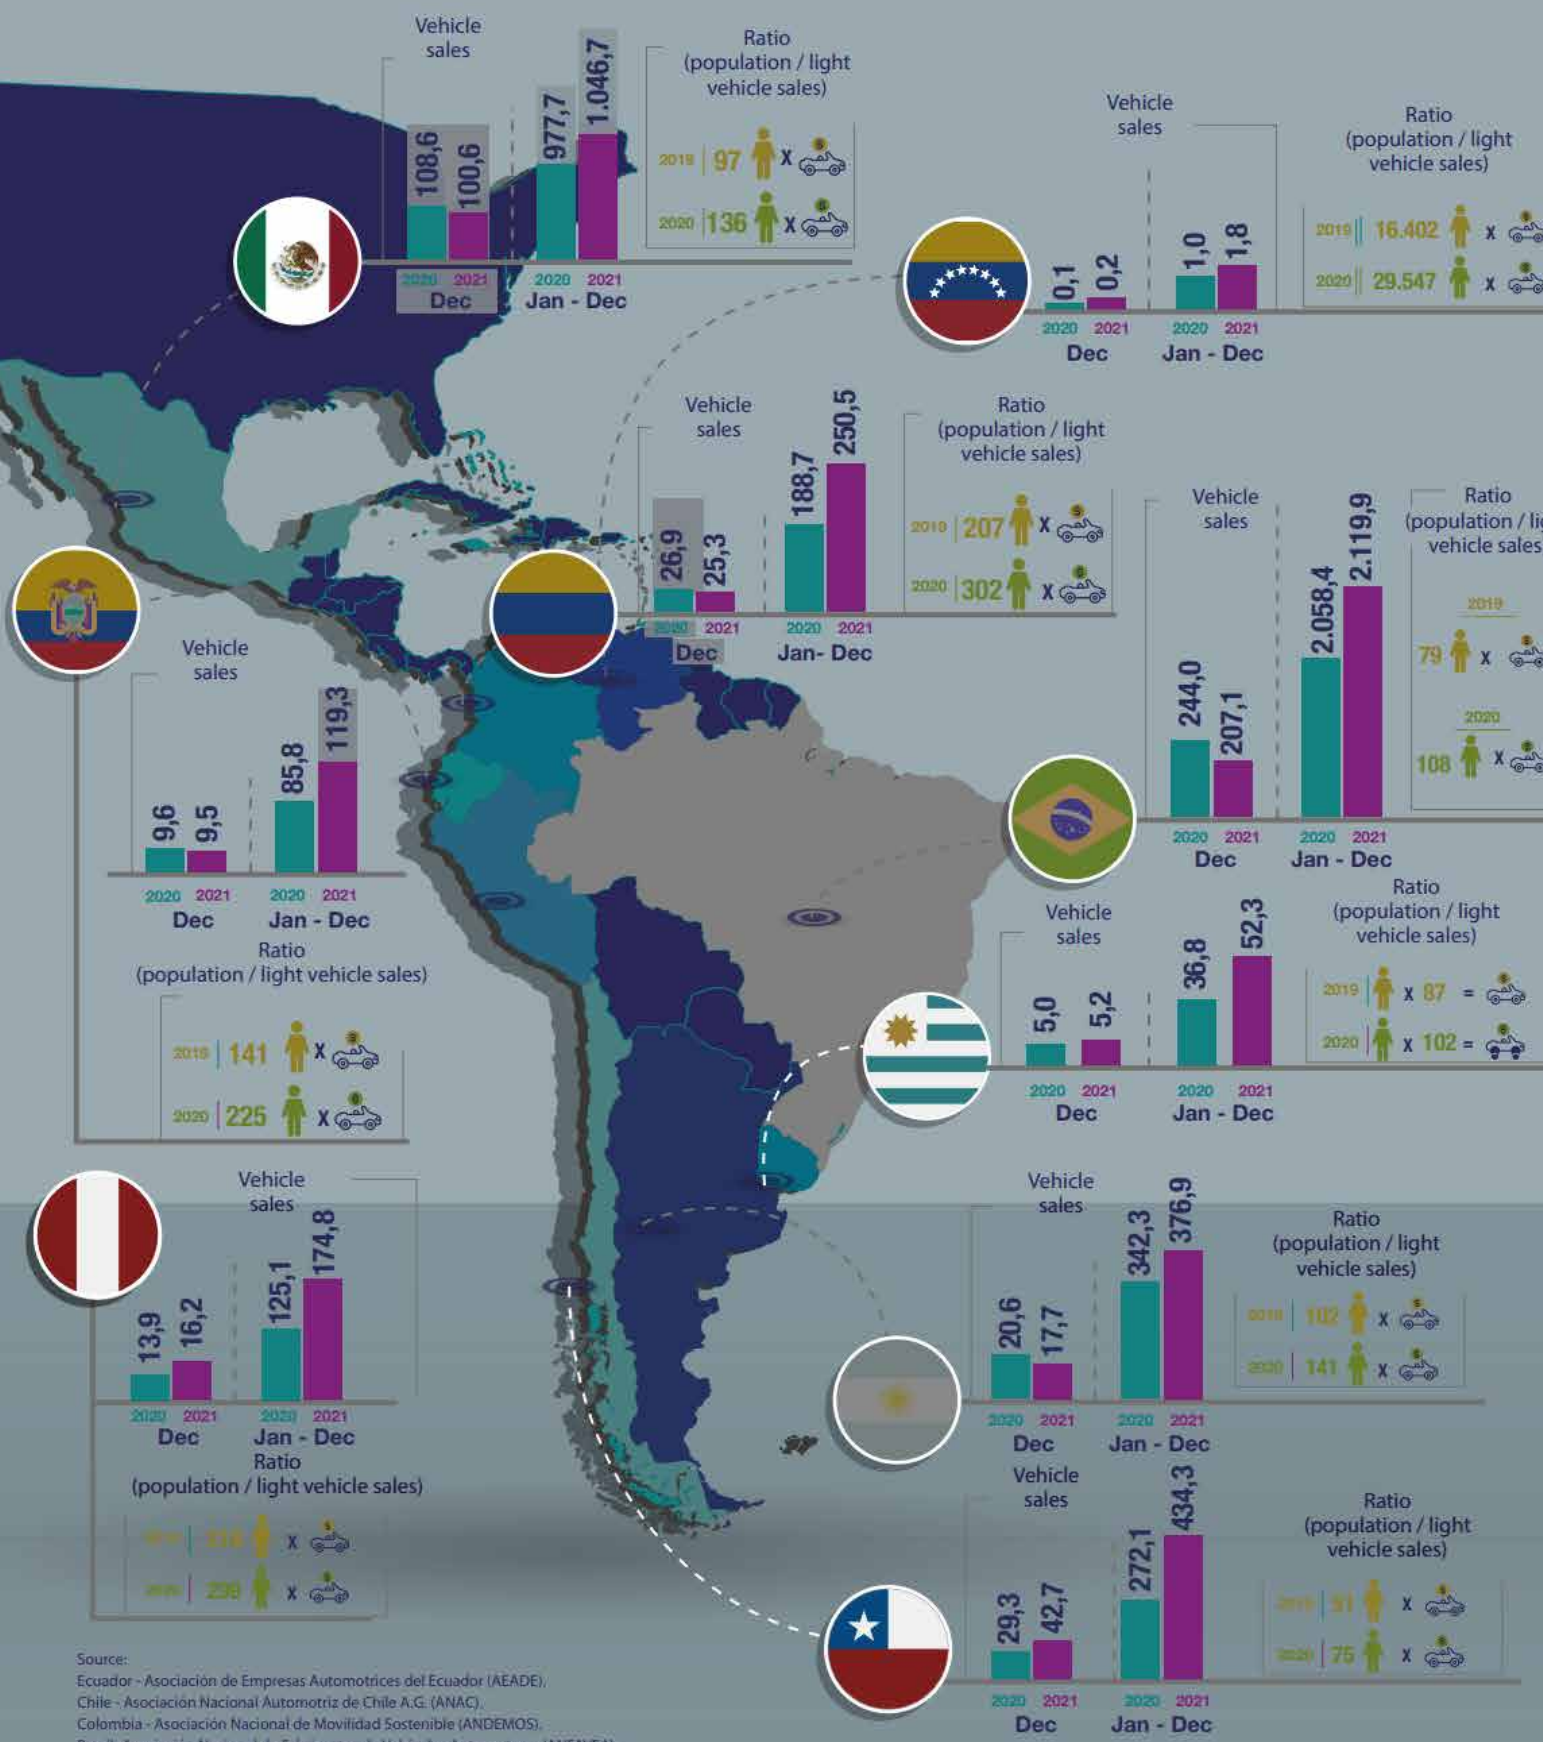 Vehicle
sales
108,6
100,6
977,7
1.046,7
2020 2021
Dec
2020 2021
Jan - Dec
Ratio
(population / light
vehicle sales)
2019 97 X
2020 136 X
Vehicle
sales
0,1
0,2
1,0
1,8
2020 2021
Dec
2020 2021
Jan - Dec
Ratio
(population / light
vehicle sales)
2019 16.402 X
2020 29.547 X
Vehicle
sales
26,9
25,3
188,7
250,5
2020 2021
Dec
2020 2021
Jan- Dec
Ratio
(population / light
vehicle sales)
2019 207 X
2020 302 X
Vehicle
sales
244,0
207,1
2.058,4
2.119,9
2020 2021
Dec
2020 2021
Jan - Dec
Ratio
(population / lig
vehicle sales
2019
79 X
2020
108 X
Vehicle
sales
9,6
9,5
85,8
119,3
2020 2021
Dec
2020 2021
Jan - Dec
Ratio
(population / light vehicle sales)
2019 141 X
2020 225 X
Vehicle
sales
5,0
5,2
36,8
52,3
2020 2021
Dec
2020 2021
Jan - Dec
Ratio
(population / light
vehicle sales)
2019 X 87 =
2020 X 102 =
Vehicle
sales
13,9
16,2
125,1
174,8
2020 2021
Dec
2020 2021
Jan - Dec
Ratio
(population / light vehicle sales)
X
239 X
Vehicle
sales
20,6
17,7
342,3
376,9
2020 2021
Dec
2020 2021
Jan - Dec
Ratio
(population / light
vehicle sales)
2019 102 X
2020 141 X
Vehicle
sales
29,3
42,7
272,1
434,3
2020 2021
Dec
2020 2021
Jan - Dec
Ratio
(population / light
vehicle sales)
2019 51 X
2020 75 X
Source:
Ecuador - Asociación de Empresas Automotrices del Ecuador (AEADE).
Chile - Asociación Nacional Automotriz de Chile A.G. (ANAC).
Colombia - Asociación Nacional de Movilidad Sostenible (ANDEMOS).